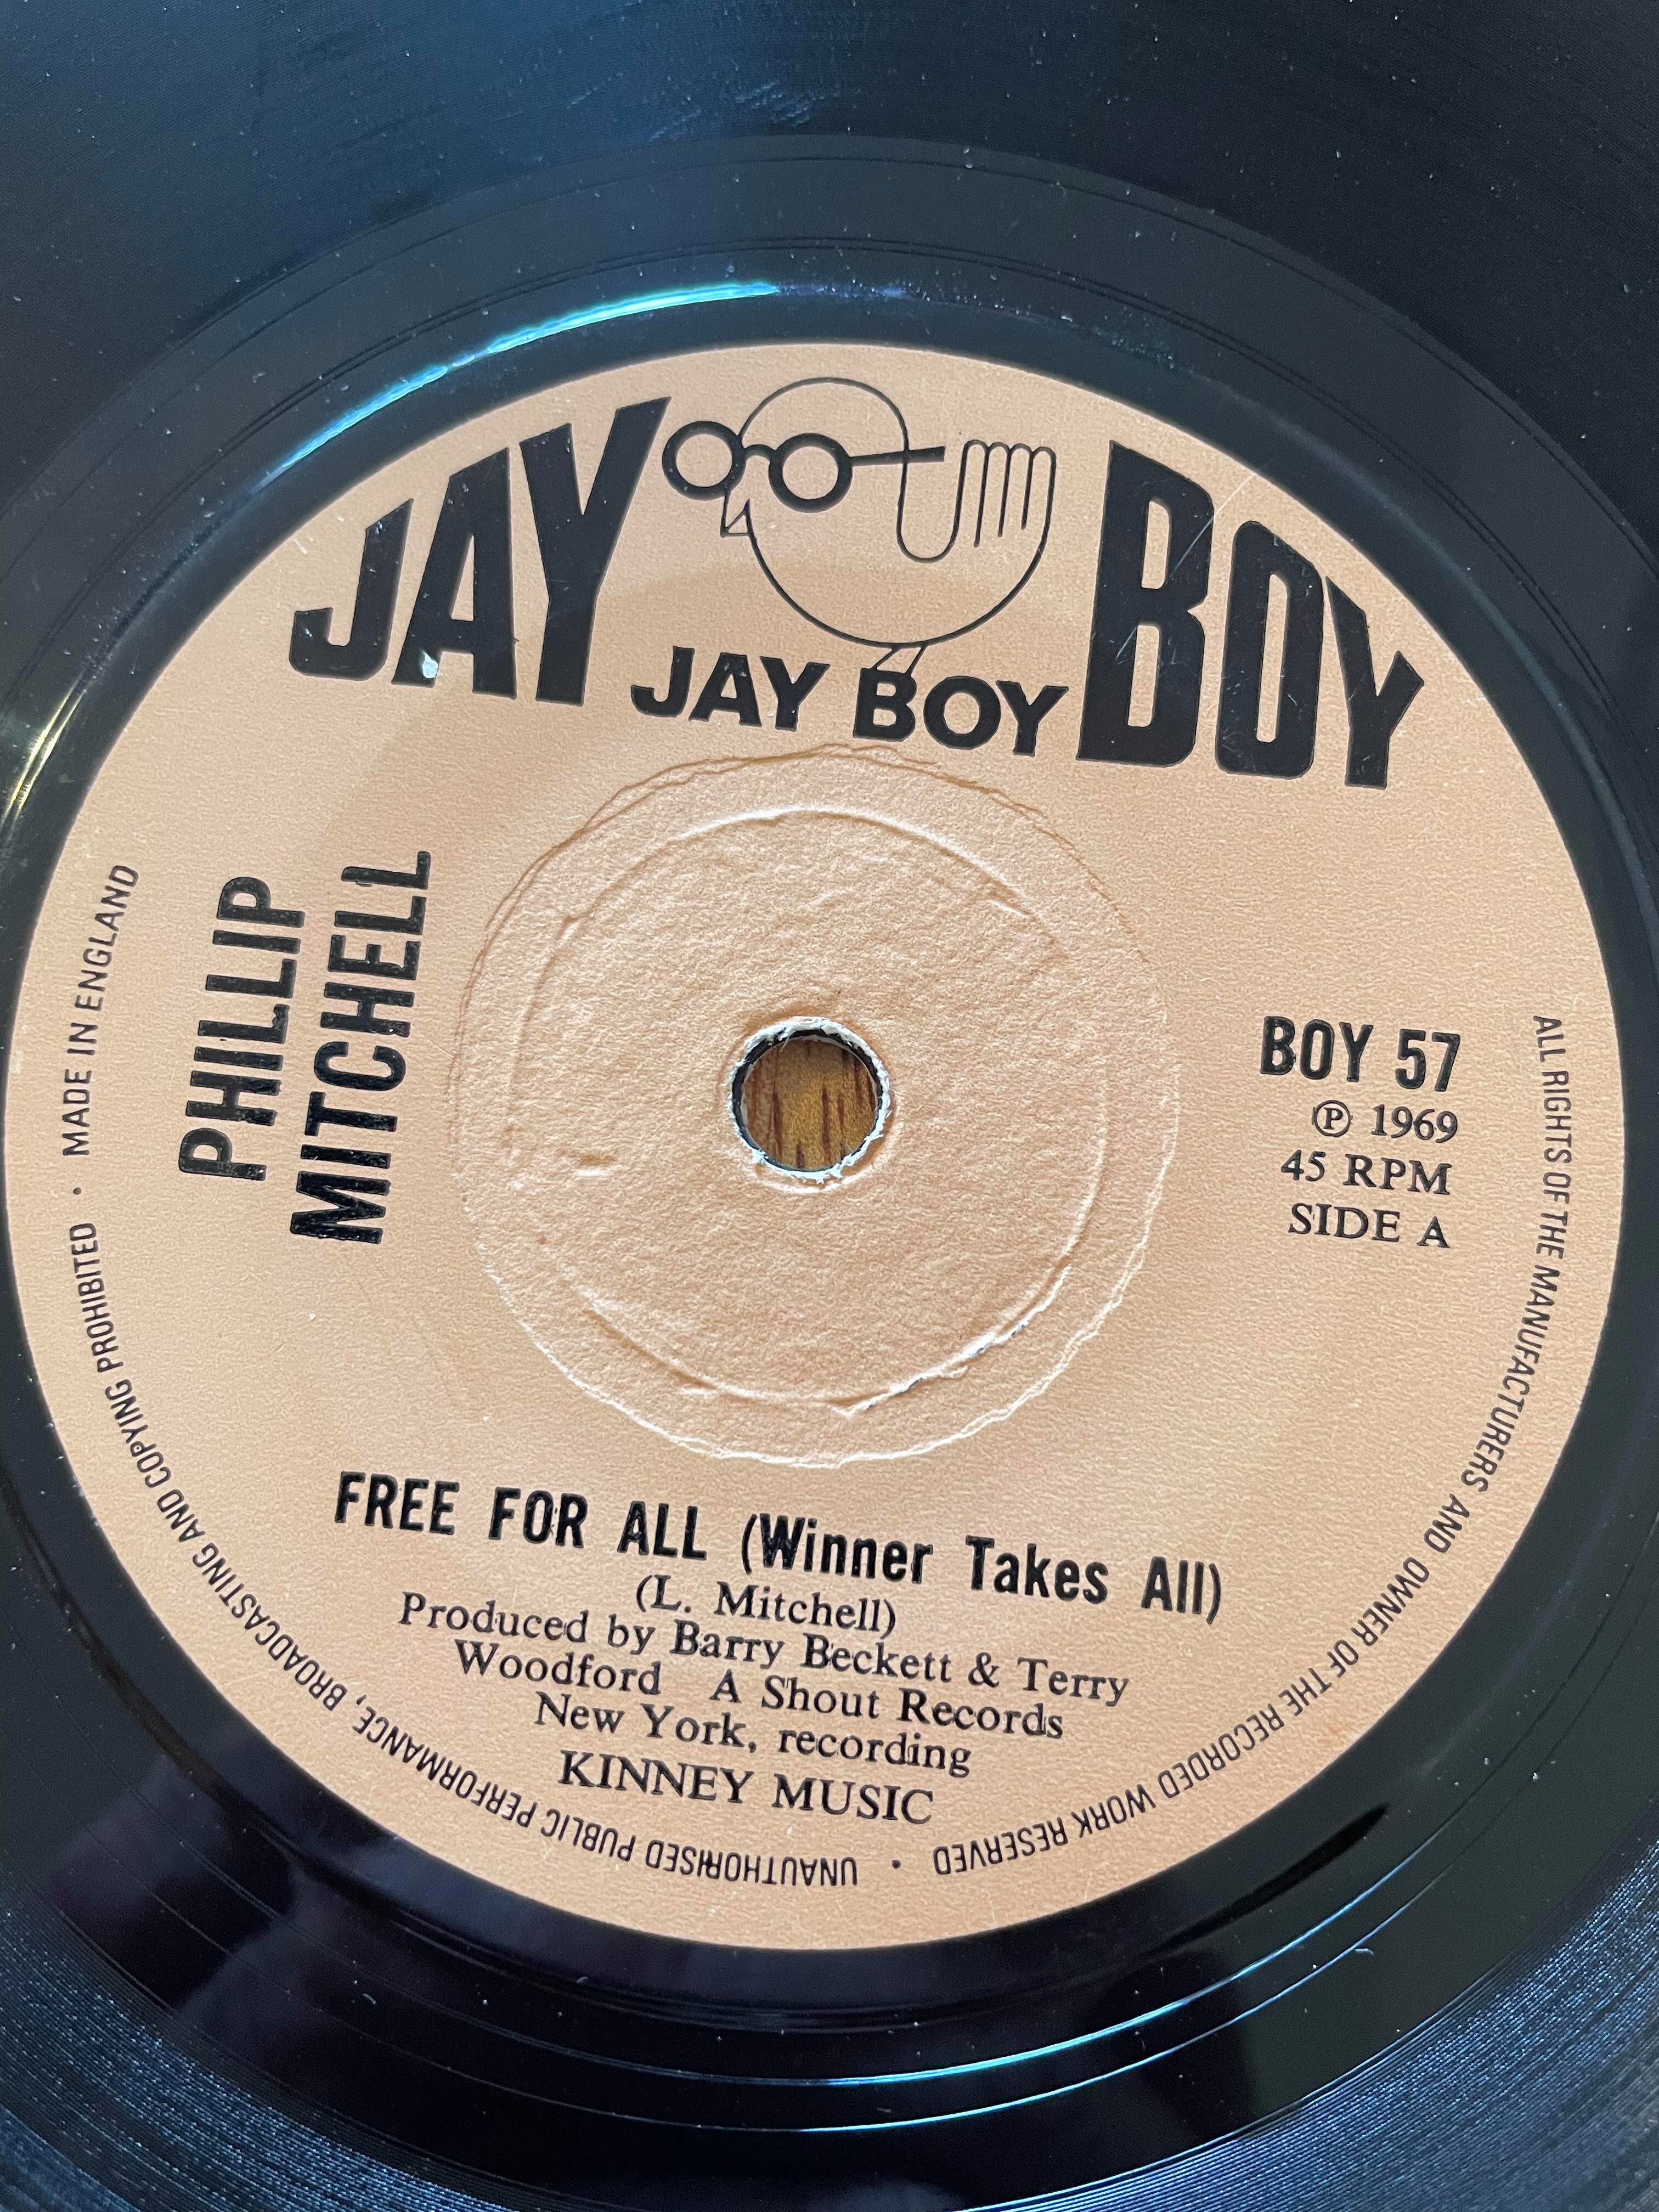 JAY BOY
JAY BOY
PHILLIP
MITCHELL
BOY 57
Ⓟ 1969
45 RPM
SIDE A
FREE FOR ALL (Winner Takes All)
(L. Mitchell)
Produced by Barry Beckett & Terry
Woodford A Shout Records
New York, recording
KINNEY MUSIC
ALL RIGHTS OF THE MANUFACTURERS AND OWNER OF THE RECORDED WORK RESERVED · UNAUTHORISED PUBLIC PERFORMANCE, BROADCASTING AND COPYING PROHIBITED · MADE IN ENGLAND